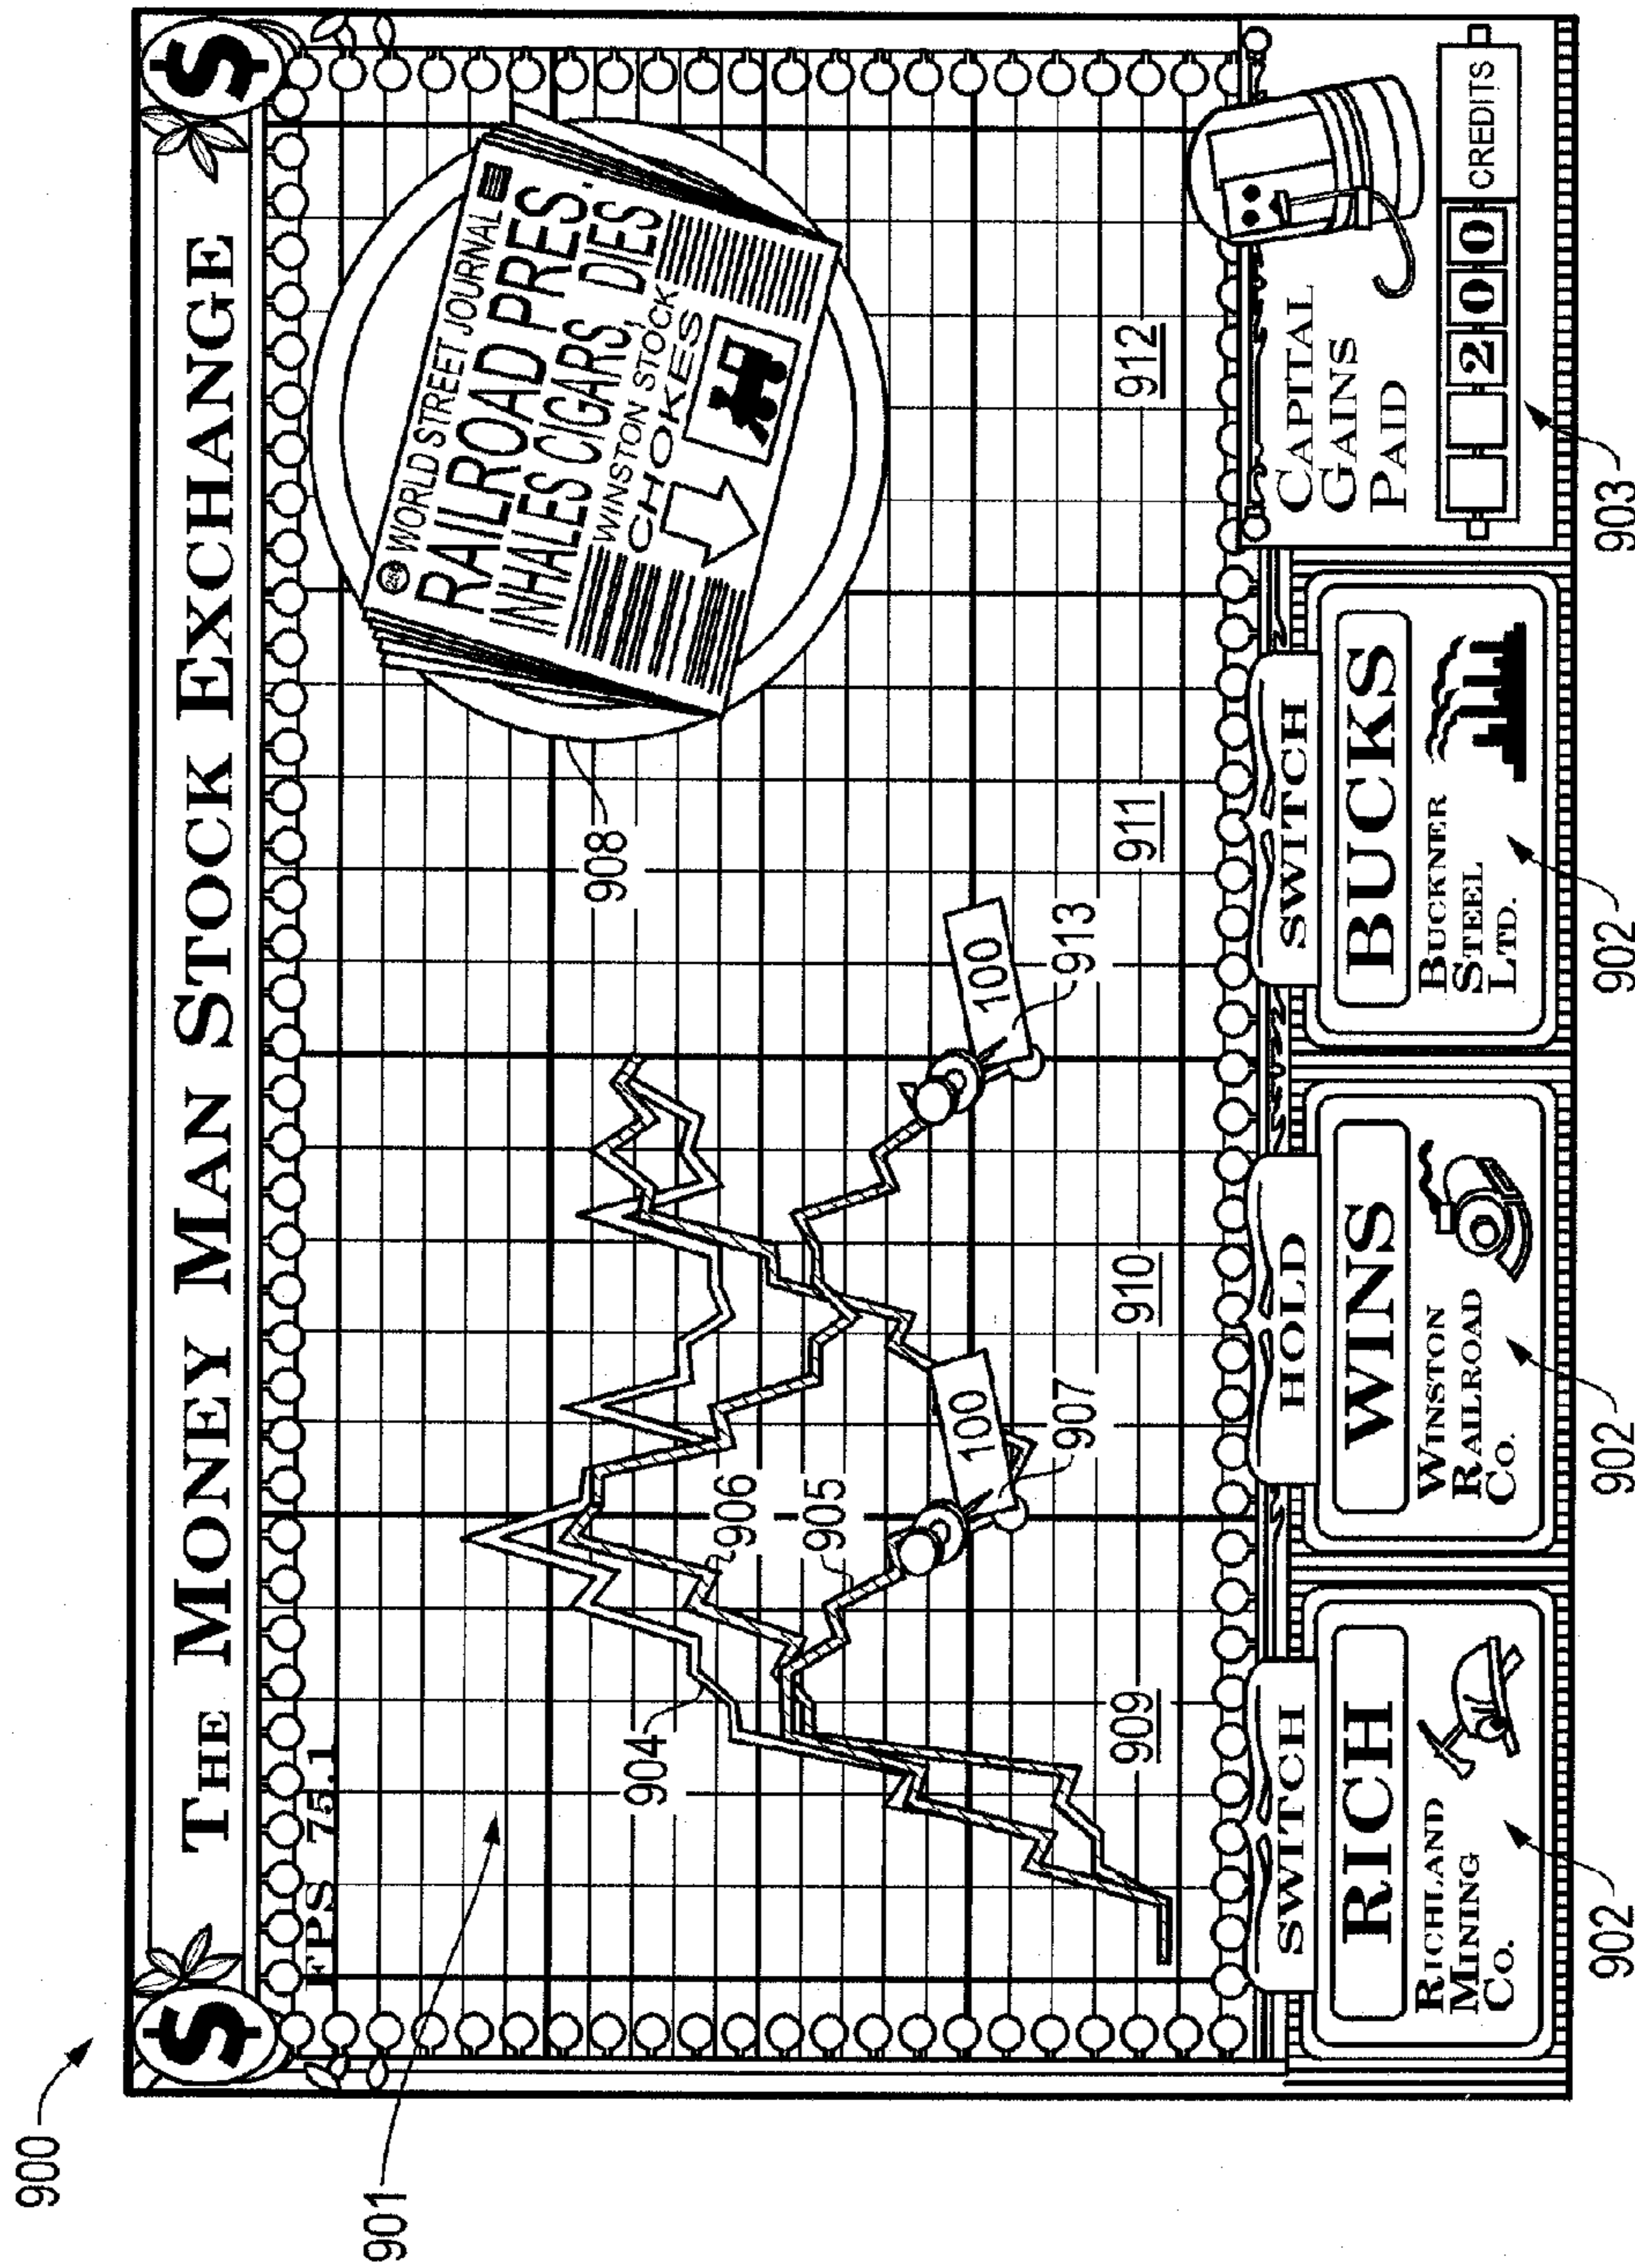 900
901
$ THE MONEY MAN STOCK EXCHANGE $
FPS 75.1
WORLD STREET JOURNAL
RAILROAD PRES.
INHALES CIGARS, DIES
WINSTON STOCK
CHOKES
908
904
906
905
100
907
100
913
909
910
911
912
SWITCH
RICH
RICHLAND
MINING
CO.
902
HOLD
WINS
WINSTON
RAILROAD
CO.
902
SWITCH
BUCKS
BUCKNER
STEEL
LTD.
902
CAPITAL
GAINS
PAID
200 CREDITS
903